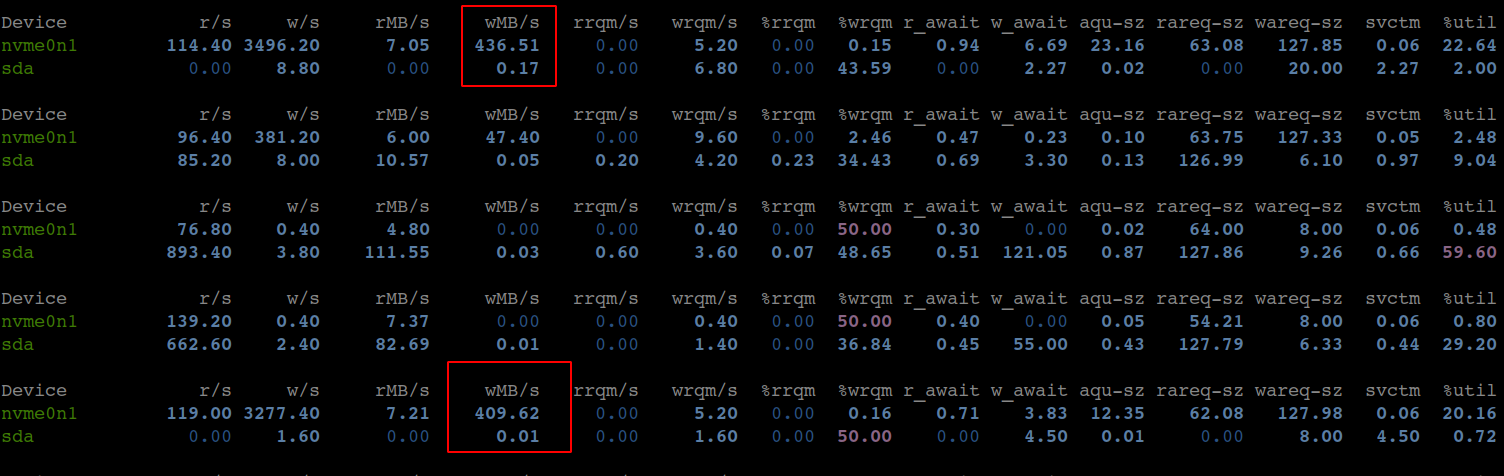 Device r/s w/s rMB/s wMB/s rrqm/s wrqm/s %rrqm %wrqm r_await w_await aqu-sz rareq-sz wareq-sz svctm %util
nvme0n1 114.40 3496.20 7.05 436.51 0.00 5.20 0.00 0.15 0.94 6.69 23.16 63.08 127.85 0.06 22.64
sda 0.00 8.80 0.00 0.17 0.00 6.80 0.00 43.59 0.00 2.27 0.02 0.00 20.00 2.27 2.00
Device r/s w/s rMB/s wMB/s rrqm/s wrqm/s %rrqm %wrqm r_await w_await aqu-sz rareq-sz wareq-sz svctm %util
nvme0n1 96.40 381.20 6.00 47.40 0.00 9.60 0.00 2.46 0.47 0.23 0.10 63.75 127.33 0.05 2.48
sda 85.20 8.00 10.57 0.05 0.20 4.20 0.23 34.43 0.69 3.30 0.13 126.99 6.10 0.97 9.04
Device r/s w/s rMB/s wMB/s rrqm/s wrqm/s %rrqm %wrqm r_await w_await aqu-sz rareq-sz wareq-sz svctm %util
nvme0n1 76.80 0.40 4.80 0.00 0.00 0.40 0.00 50.00 0.30 0.00 0.02 64.00 8.00 0.06 0.48
sda 893.40 3.80 111.55 0.03 0.60 3.60 0.07 48.65 0.51 121.05 0.87 127.86 9.26 0.66 59.60
Device r/s w/s rMB/s wMB/s rrqm/s wrqm/s %rrqm %wrqm r_await w_await aqu-sz rareq-sz wareq-sz svctm %util
nvme0n1 139.20 0.40 7.37 0.00 0.00 0.40 0.00 50.00 0.40 0.00 0.05 54.21 8.00 0.06 0.80
sda 662.60 2.40 82.69 0.01 0.00 1.40 0.00 36.84 0.45 55.00 0.43 127.79 6.33 0.44 29.20
Device r/s w/s rMB/s wMB/s rrqm/s wrqm/s %rrqm %wrqm r_await w_await aqu-sz rareq-sz wareq-sz svctm %util
nvme0n1 119.00 3277.40 7.21 409.62 0.00 5.20 0.00 0.16 0.71 3.83 12.35 62.08 127.98 0.06 20.16
sda 0.00 1.60 0.00 0.01 0.00 1.60 0.00 50.00 0.00 4.50 0.01 0.00 8.00 4.50 0.72